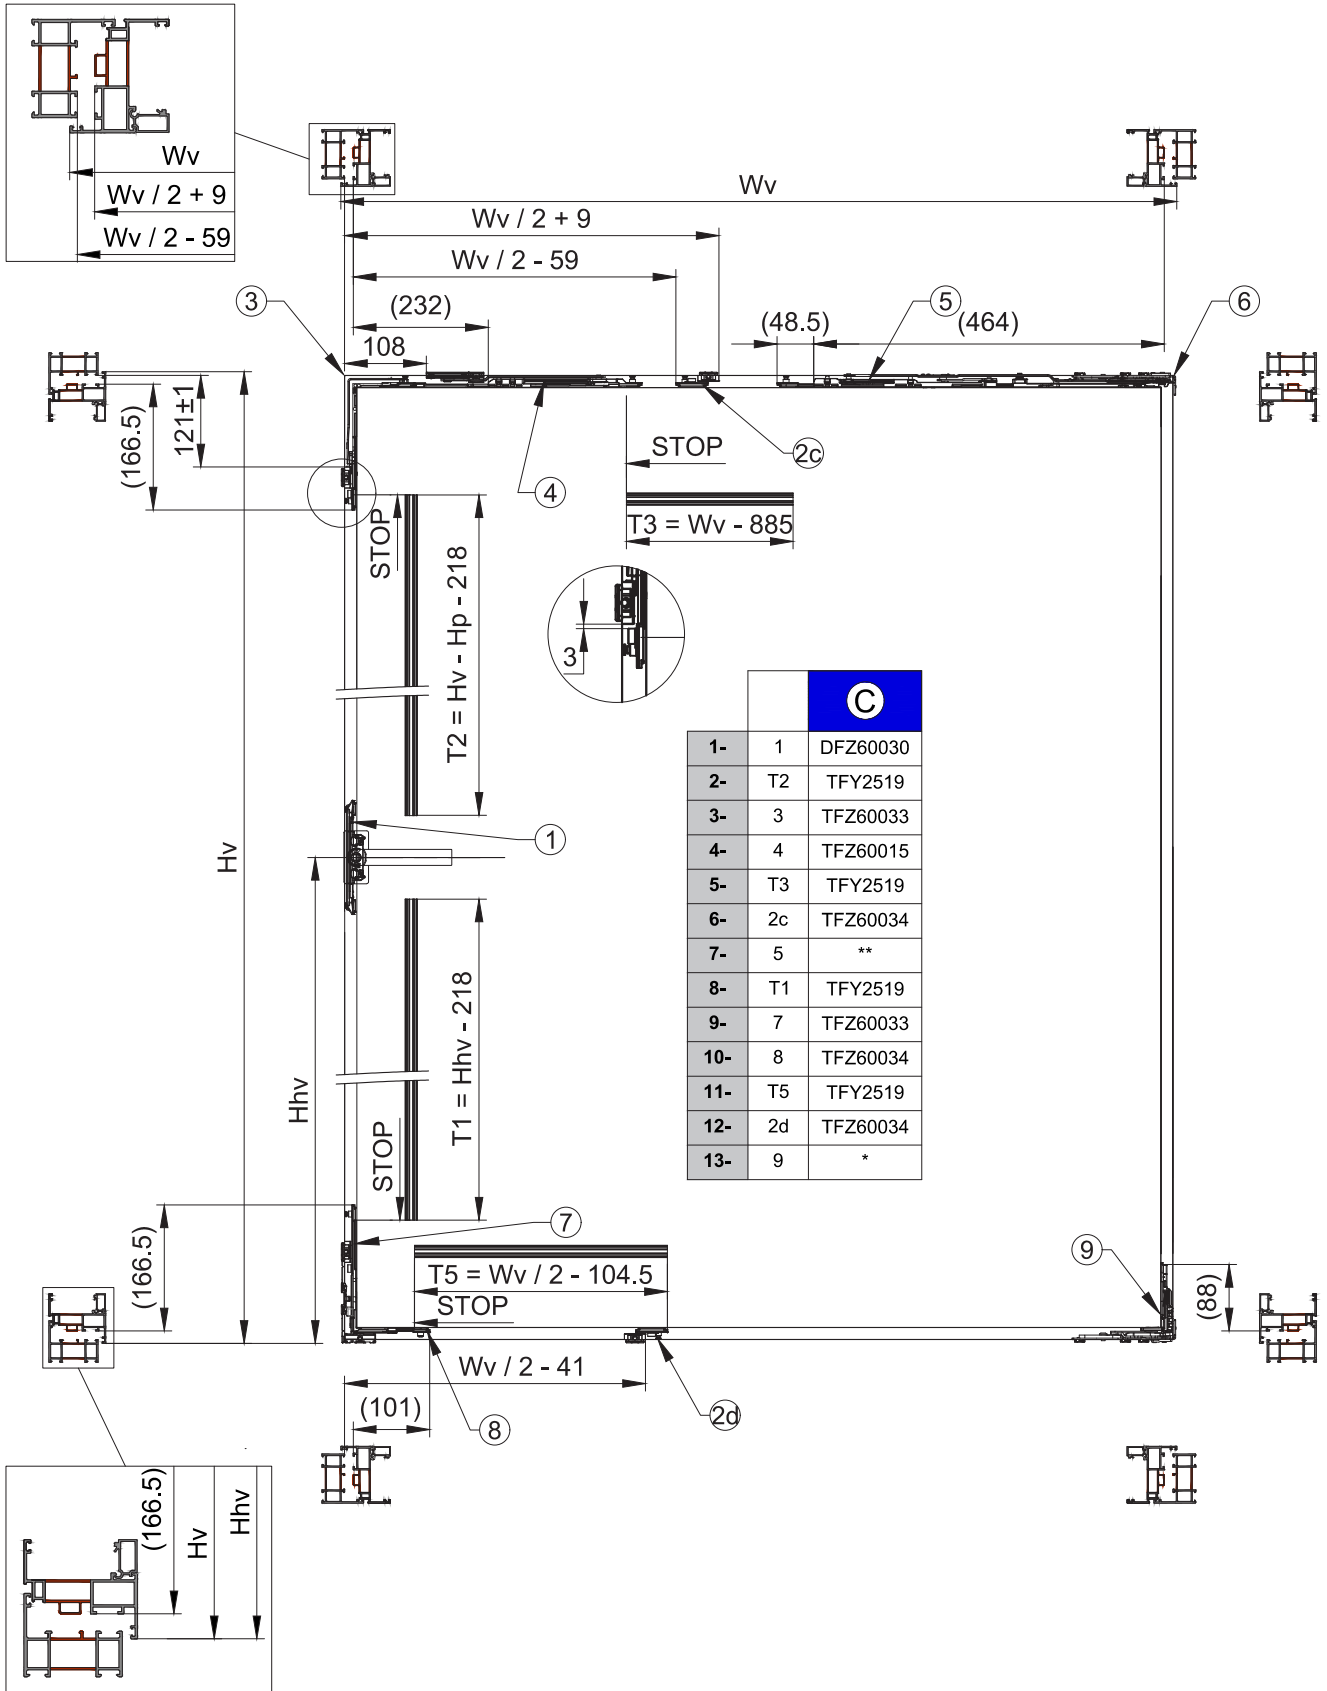 Wv
Wv / 2 + 9
Wv / 2 - 59
Wv
Wv / 2 + 9
Wv / 2 - 59
3
(232)
(48.5)
5
(464)
6
108
121±1
(166.5)
STOP
2c
4
T3 = Wv - 885
STOP
T2 = Hv - Hp - 218
3
C
1- 1 DFZ60030
2- T2 TFY2519
3- 3 TFZ60033
4- 4 TFZ60015
5- T3 TFY2519
6- 2c TFZ60034
7- 5 **
8- T1 TFY2519
9- 7 TFZ60033
10- 8 TFZ60034
11- T5 TFY2519
12- 2d TFZ60034
13- 9 *
1
Hv
Hhv
T1 = Hhv - 218
STOP
7
(166.5)
T5 = Wv / 2 - 104.5
STOP
9
(88)
Wv / 2 - 41
(101)
8
2d
(166.5)
Hv
Hhv